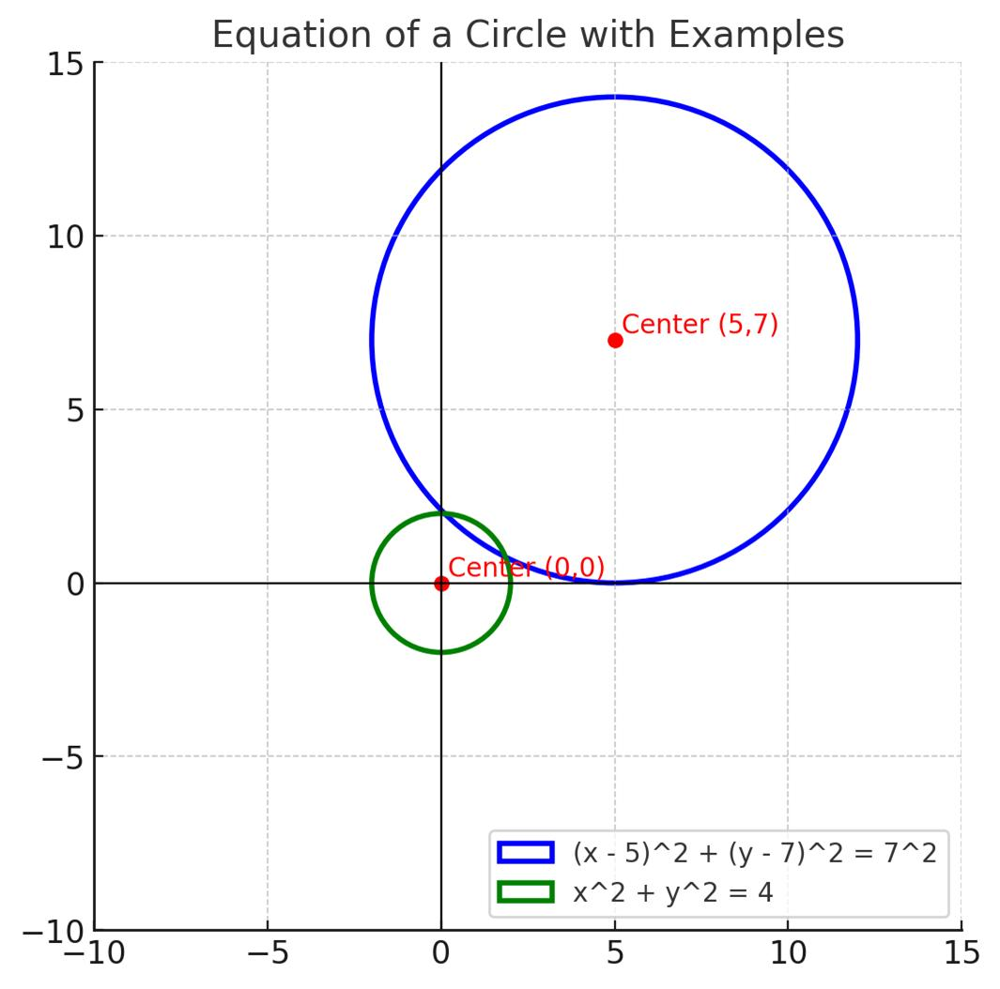 Equation of a Circle with Examples
15
10
Center (5,7)
5
Center (0,0)
0
−5
(x - 5)^2 + (y - 7)^2 = 7^2
x^2 + y^2 = 4
−10
−10 −5 0 5 10 15